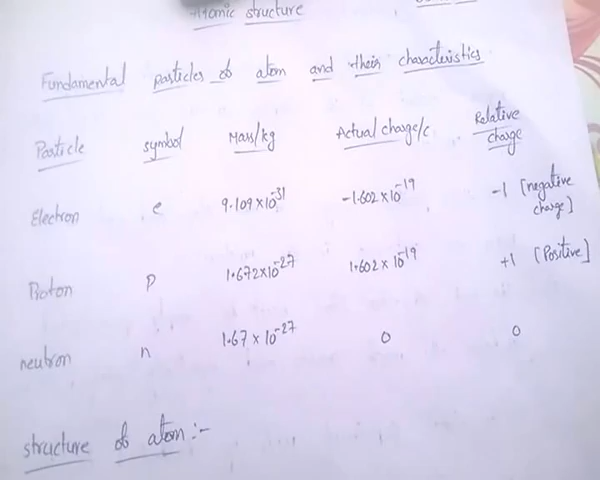 Atomic structure
Fundamental particles of atom and their characteristics
Particle symbol Mass/kg Actual charge/c Relative charge
Electron e 9.109×10⁻³¹ -1.602×10⁻¹⁹ -1 [negative charge]
Proton p 1.672×10⁻²⁷ 1.602×10⁻¹⁹ +1 [Positive]
neutron n 1.67×10⁻²⁷ 0 0
structure of atom:-